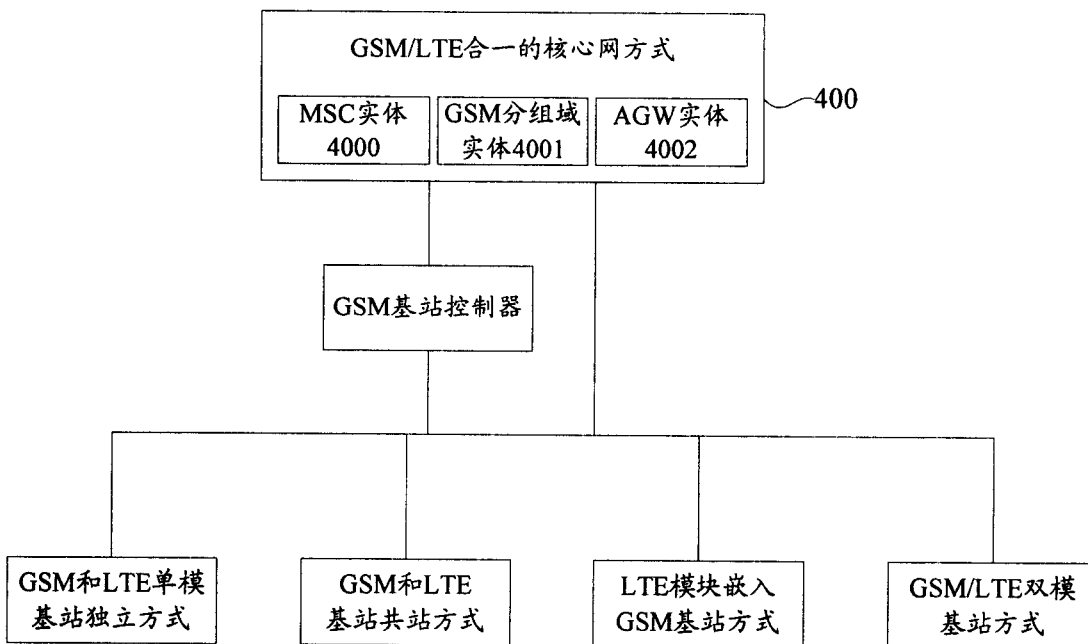 GSM/LTE合一的核心网方式
MSC实体
4000
GSM分组域
实体4001
AGW实体
4002
400
GSM基站控制器
GSM和LTE单模
基站独立方式
GSM和LTE
基站共站方式
LTE模块嵌入
GSM基站方式
GSM/LTE双模
基站方式